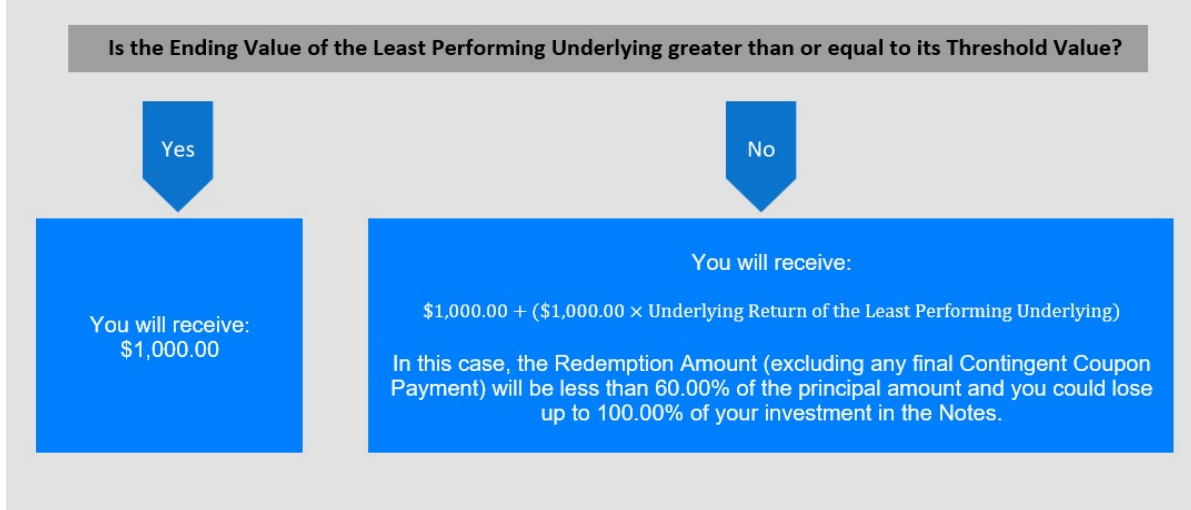 Is the Ending Value of the Least Performing Underlying greater than or equal to its Threshold Value?
Yes
No
You will receive:
$1,000.00
You will receive:
$1,000.00 + ($1,000.00 × Underlying Return of the Least Performing Underlying)
In this case, the Redemption Amount (excluding any final Contingent Coupon
Payment) will be less than 60.00% of the principal amount and you could lose
up to 100.00% of your investment in the Notes.